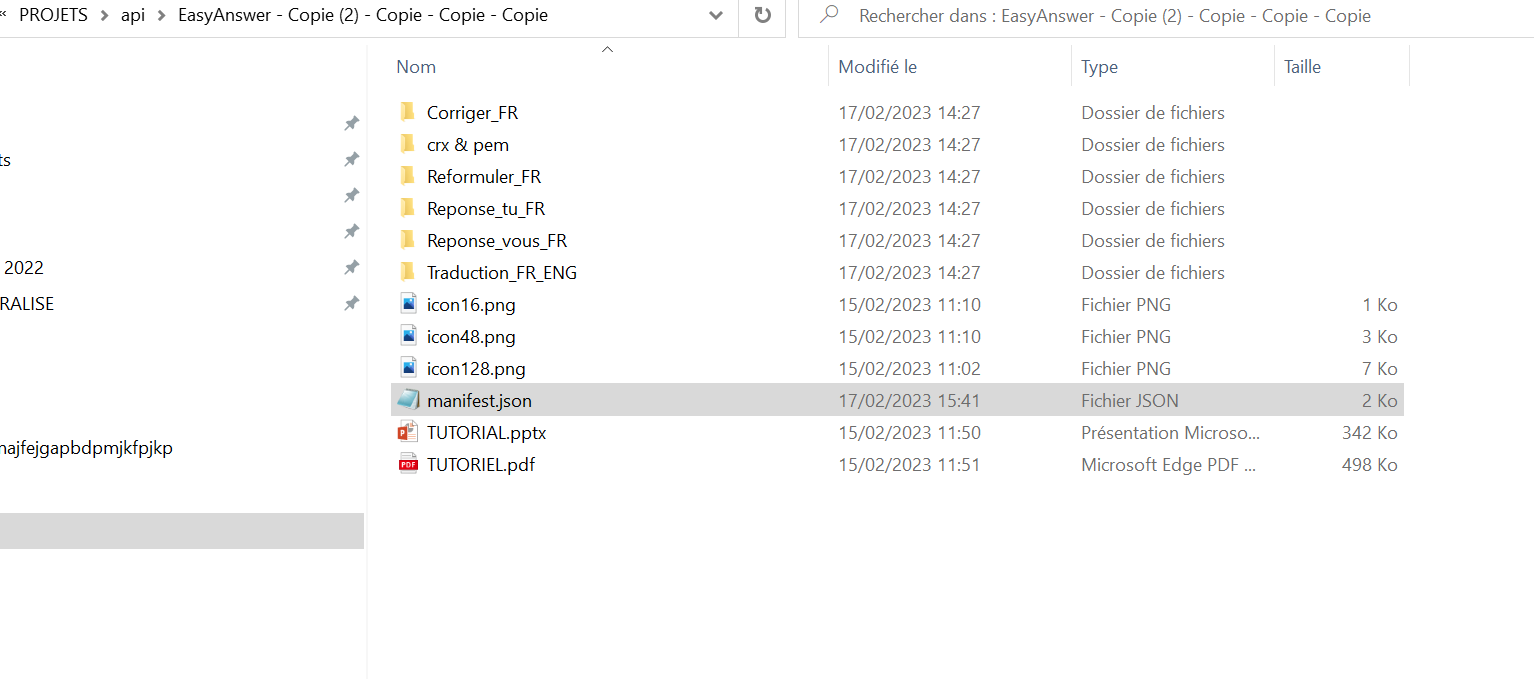 « PROJETS > api > EasyAnswer - Copie (2) - Copie - Copie - Copie
Rechercher dans : EasyAnswer - Copie (2) - Copie - Copie - Copie
ts
2022
RALISE
najfejgapbdpmjkfpjkp
Nom Modifié le Type Taille
Corriger_FR 17/02/2023 14:27 Dossier de fichiers
crx & pem 17/02/2023 14:27 Dossier de fichiers
Reformuler_FR 17/02/2023 14:27 Dossier de fichiers
Reponse_tu_FR 17/02/2023 14:27 Dossier de fichiers
Reponse_vous_FR 17/02/2023 14:27 Dossier de fichiers
Traduction_FR_ENG 17/02/2023 14:27 Dossier de fichiers
icon16.png 15/02/2023 11:10 Fichier PNG 1 Ko
icon48.png 15/02/2023 11:10 Fichier PNG 3 Ko
icon128.png 15/02/2023 11:02 Fichier PNG 7 Ko
manifest.json 17/02/2023 15:41 Fichier JSON 2 Ko
TUTORIAL.pptx 15/02/2023 11:50 Présentation Microso... 342 Ko
TUTORIEL.pdf 15/02/2023 11:51 Microsoft Edge PDF ... 498 Ko